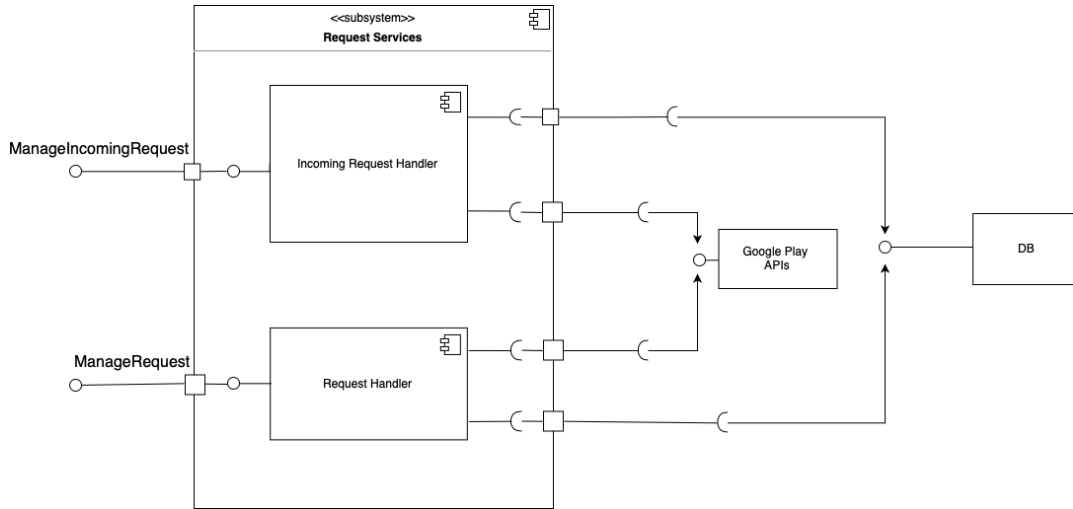 <<subsystem>>
Request Services
ManageIncomingRequest
Incoming Request Handler
Google Play
APIs
DB
ManageRequest
Request Handler